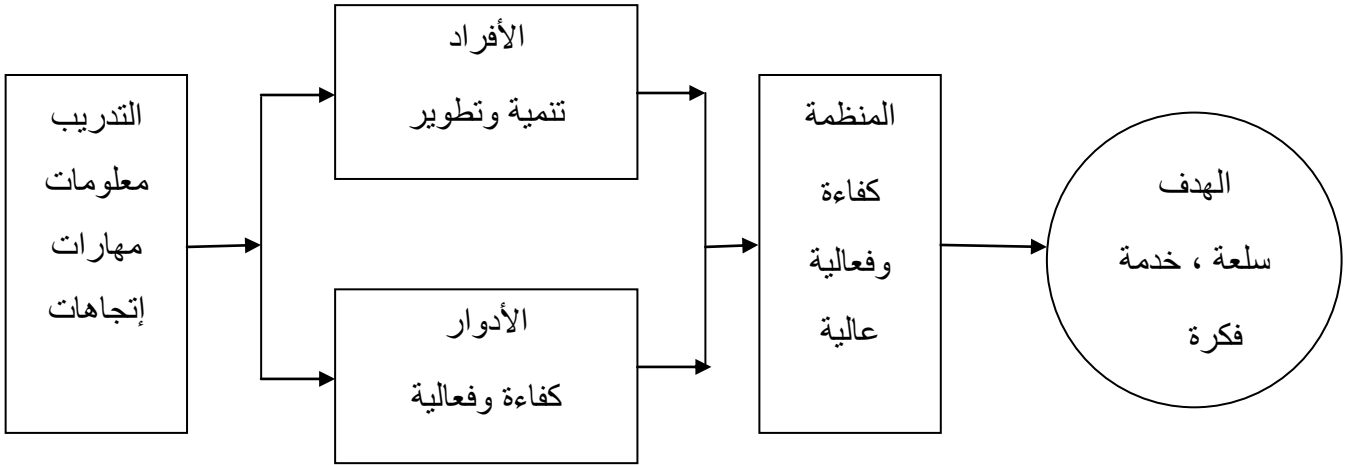 التدريب
معلومات
مهارات
إتجاهات
الأفراد
تنمية وتطوير
الأدوار
كفاءة وفعالية
المنظمة
كفاءة
وفعالية
عالية
الهدف
سلعة ، خدمة
فكرة